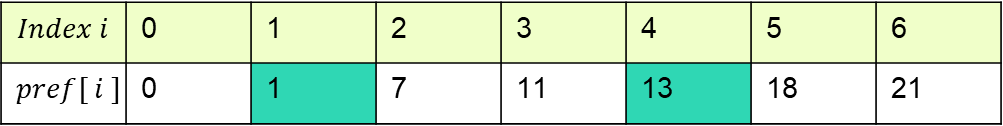 Index i 0 1 2 3 4 5 6
pref[ i ] 0 1 7 11 13 18 21